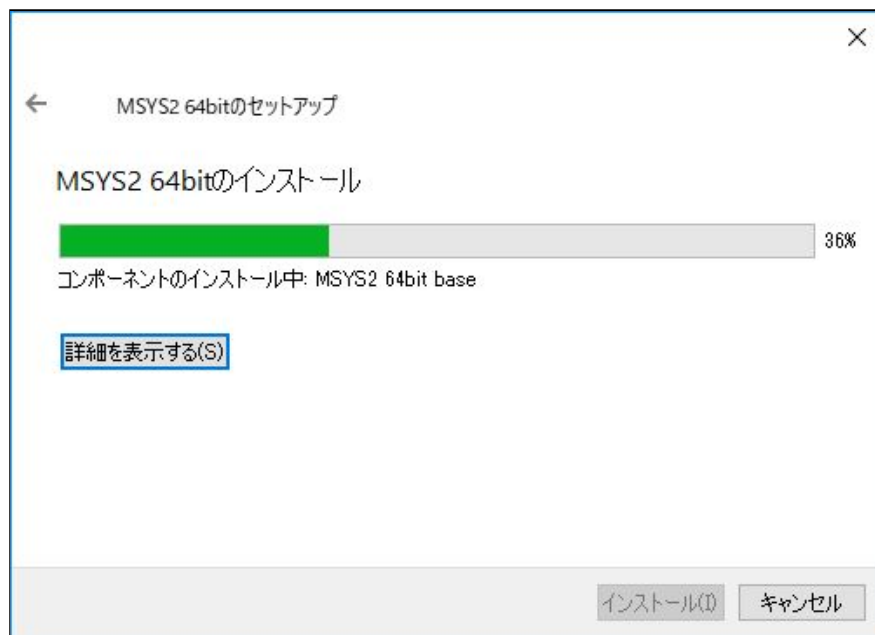 MSYS2 64bitのセットアップ
MSYS2 64bitのインストール
36%
コンポーネントのインストール中: MSYS2 64bit base
詳細を表示する(S)
インストール(I)
キャンセル